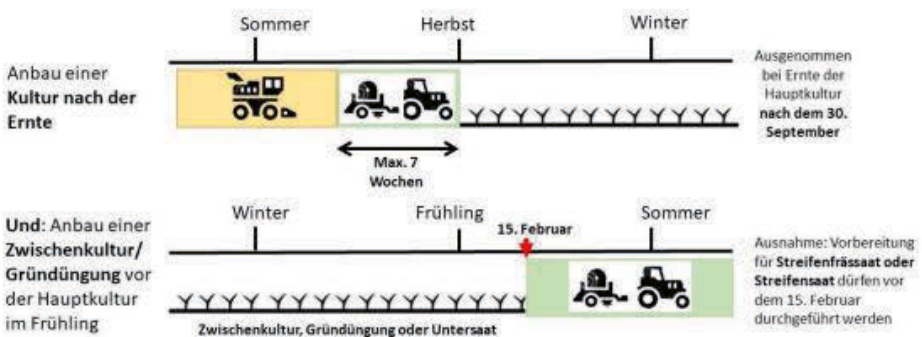 Sommer Herbst Winter
Anbau einer
Kultur nach der
Ernte
Max. 7
Wochen
Ausgenommen
bei Ernte der
Hauptkultur
nach dem 30.
September
Winter Frühling Sommer
15. Februar
Und: Anbau einer
Zwischenkultur/
Gründüngung vor
der Hauptkultur
im Frühling
Zwischenkultur, Gründüngung oder Untersaat
Ausnahme: Vorbereitung
für Streifenfrässaat oder
Streifensaat dürfen vor
dem 15. Februar
durchgeführt werden